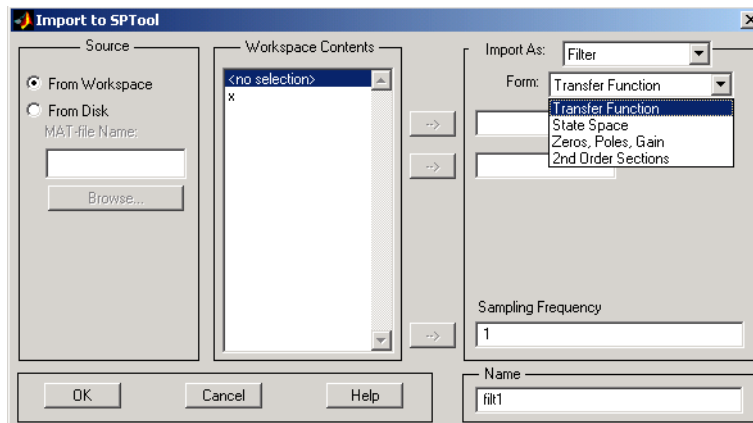 Import to SPTool
Source
From Workspace
From Disk
MAT-file Name:
Browse...
Workspace Contents
<no selection>
x
-->
-->
-->
Import As:
Filter
Form:
Transfer Function
Transfer Function
State Space
Zeros, Poles, Gain
2nd Order Sections
Sampling Frequency
1
OK
Cancel
Help
Name
filt1